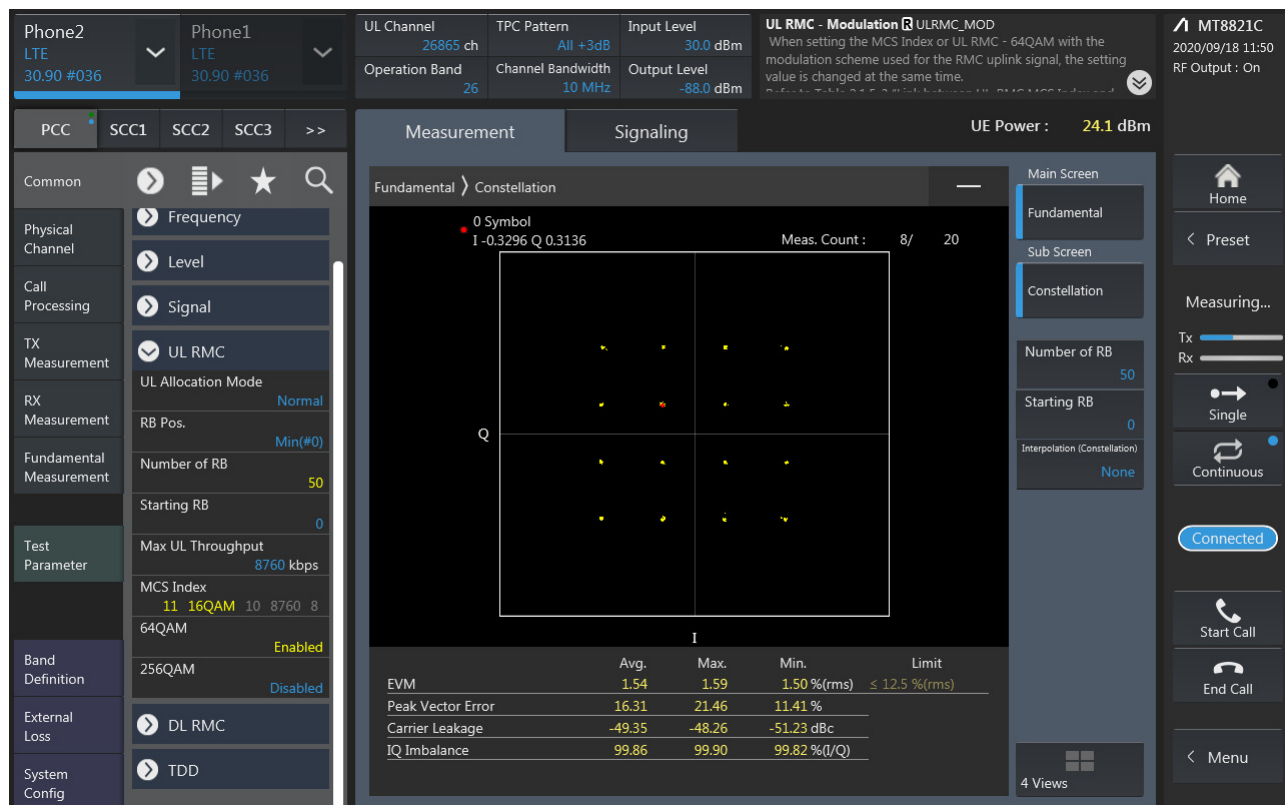 Phone2
LTE
30.90 #036
Phone1
LTE
30.90 #036
UL Channel
26865 ch
TPC Pattern
All +3dB
Input Level
30.0 dBm
Operation Band
26
Channel Bandwidth
10 MHz
Output Level
-88.0 dBm
UL RMC - Modulation R ULRMC_MOD
When setting the MCS Index or UL RMC - 64QAM with the
modulation scheme used for the RMC uplink signal, the setting
value is changed at the same time.
MT8821C
2020/09/18 11:50
RF Output : On
PCC SCC1 SCC2 SCC3 >>
Measurement
Signaling
UE Power : 24.1 dBm
Common
Physical
Channel
Call
Processing
TX
Measurement
RX
Measurement
Fundamental
Measurement
Test
Parameter
Band
Definition
External
Loss
System
Config
Frequency
Level
Signal
UL RMC
UL Allocation Mode
Normal
RB Pos.
Min(#0)
Number of RB
50
Starting RB
0
Max UL Throughput
8760 kbps
MCS Index
11 16QAM 10 8760 8
64QAM
Enabled
256QAM
Disabled
DL RMC
TDD
Fundamental 〉 Constellation
0 Symbol
I -0.3296 Q 0.3136
Meas. Count : 8/ 20
Q
I
Avg. Max. Min. Limit
EVM 1.54 1.59 1.50 %(rms) ≤ 12.5 %(rms)
Peak Vector Error 16.31 21.46 11.41 %
Carrier Leakage -49.35 -48.26 -51.23 dBc
IQ Imbalance 99.86 99.90 99.82 %(I/Q)
Main Screen
Fundamental
Sub Screen
Constellation
Number of RB
50
Starting RB
0
Interpolation (Constellation)
None
4 Views
Home
< Preset
Measuring...
Tx
Rx
Single
Continuous
Connected
Start Call
End Call
< Menu